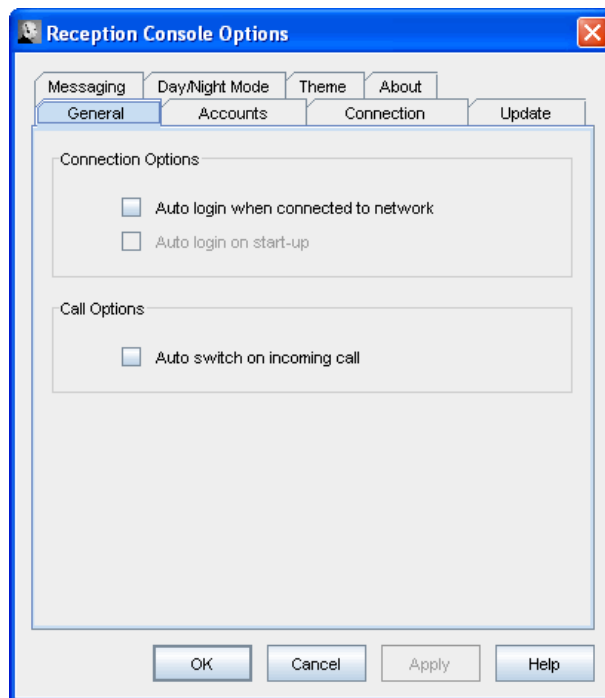 Reception Console Options
Messaging Day/Night Mode Theme About
General Accounts Connection Update
Connection Options
Auto login when connected to network
Auto login on start-up
Call Options
Auto switch on incoming call
OK Cancel Apply Help